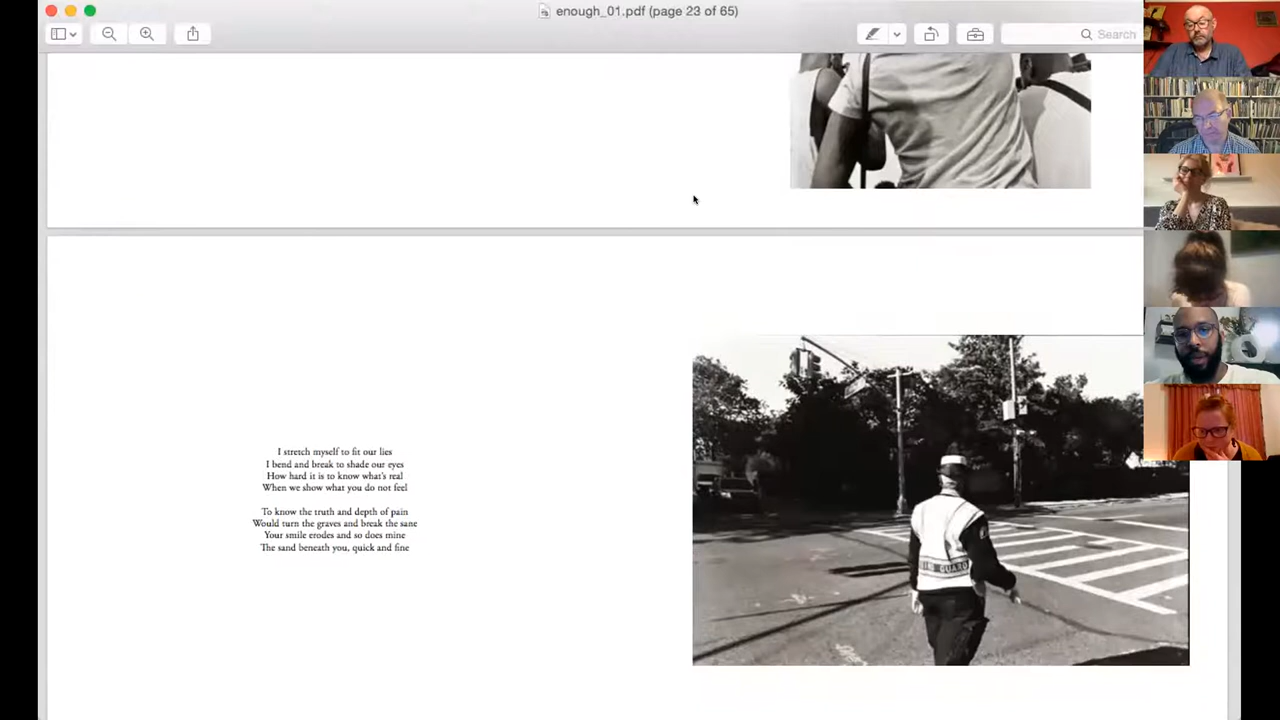 enough_01.pdf (page 23 of 65)
Search
I stretch myself to fit our lies
I bend and break to shade our eyes
How hard it is to know what's real
When we show what you do not feel
To know the truth and depth of pain
Would turn the graves and break the sane
Your smile erodes and so does mine
The sand beneath you, quick and fine
GUARD